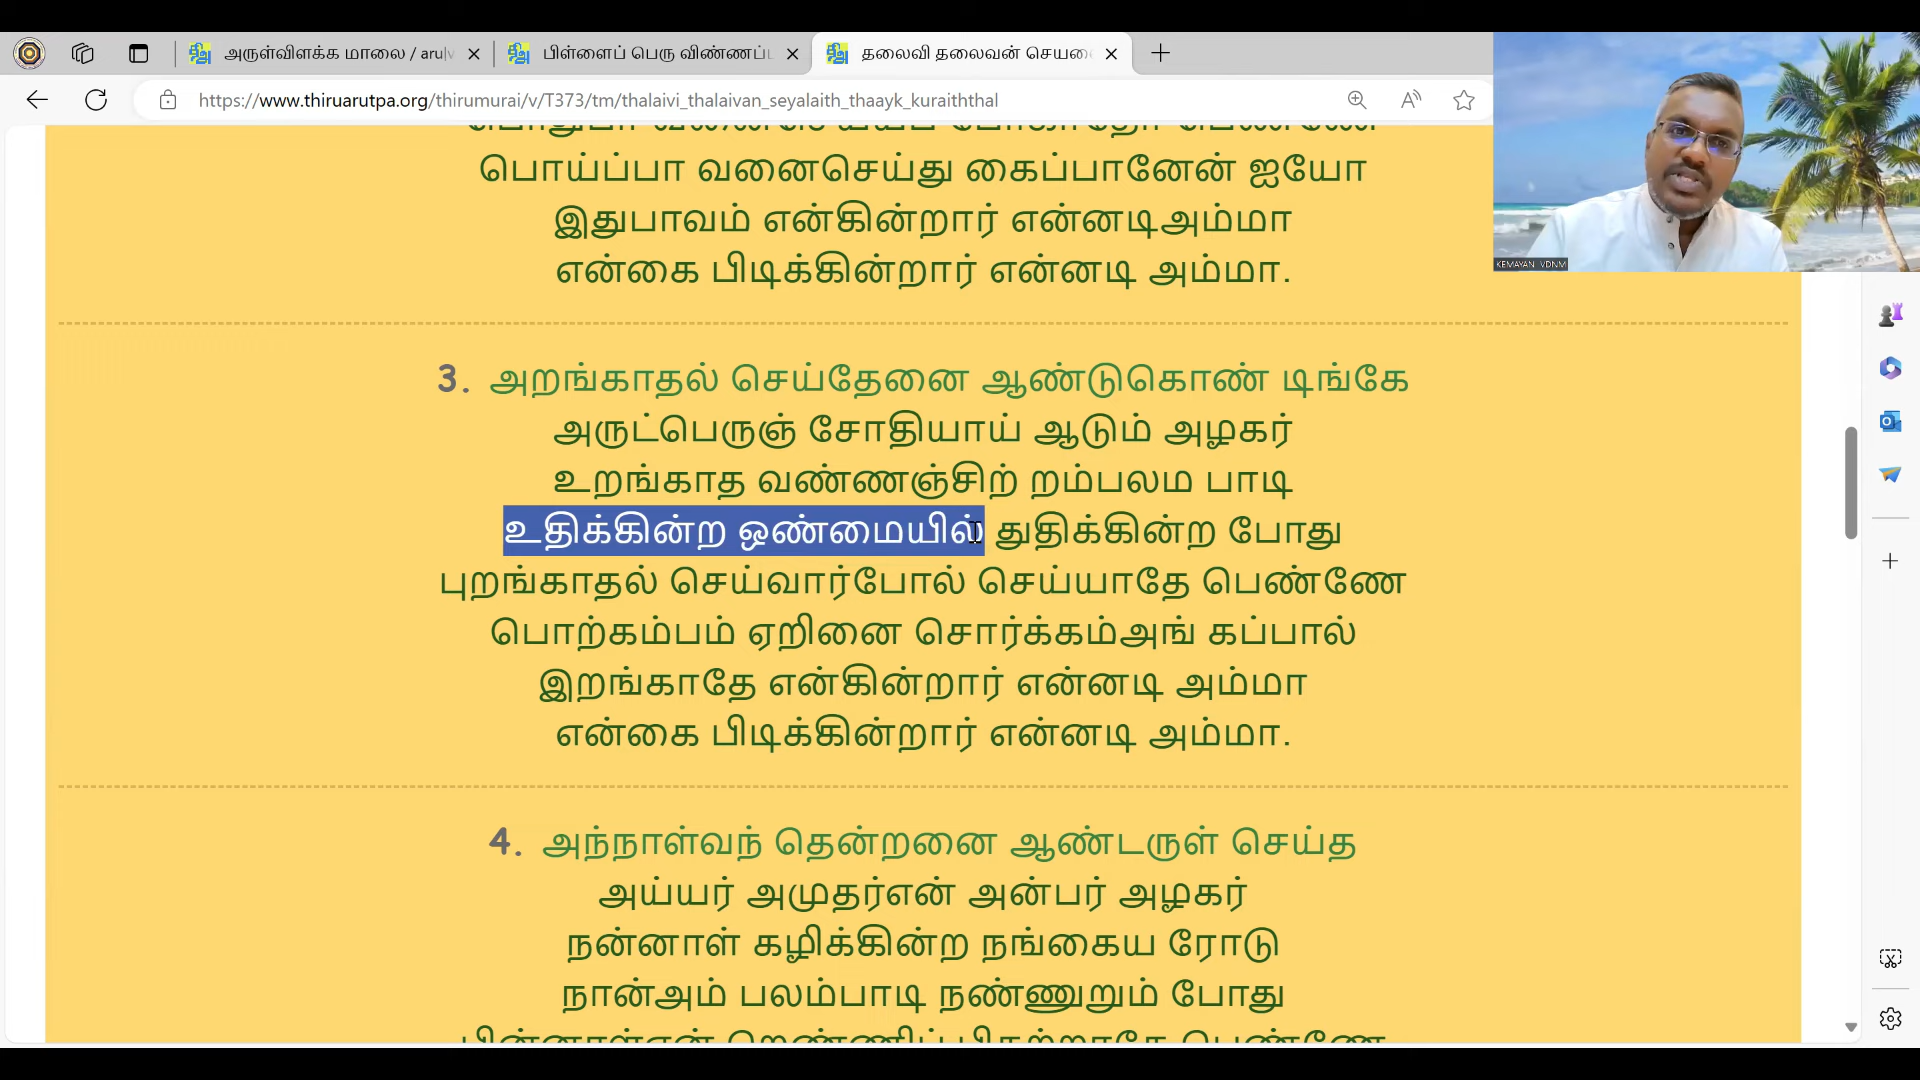 அருள்விளக்க மாலை / arulv
பிள்ளைப் பெரு விண்ணப்ப
தலைவி தலைவன் செயலை
https://www.thiruarutpa.org/thirumurai/v/T373/tm/thalaivi_thalaivan_seyalaith_thaayk_kuraiththal
KEMAYAN VDNM
பொய்ப்பா வனைசெய்து கைப்பானேன் ஐயோ
இதுபாவம் என்கின்றார் என்னடிஅம்மா
என்கை பிடிக்கின்றார் என்னடி அம்மா.
3. அறங்காதல் செய்தேனை ஆண்டுகொண் டிங்கே
அருட்பெருஞ் சோதியாய் ஆடும் அழகர்
உறங்காத வண்ணஞ்சிற் றம்பலம பாடி
உதிக்கின்ற ஒண்மையில் துதிக்கின்ற போது
புறங்காதல் செய்வார்போல் செய்யாதே பெண்ணே
பொற்கம்பம் ஏறினை சொர்க்கம்அங் கப்பால்
இறங்காதே என்கின்றார் என்னடி அம்மா
என்கை பிடிக்கின்றார் என்னடி அம்மா.
4. அந்நாள்வந் தென்றனை ஆண்டருள் செய்த
அய்யர் அமுதர்என் அன்பர் அழகர்
நன்னாள் கழிக்கின்ற நங்கைய ரோடு
நான்அம் பலம்பாடி நண்ணுறும் போது